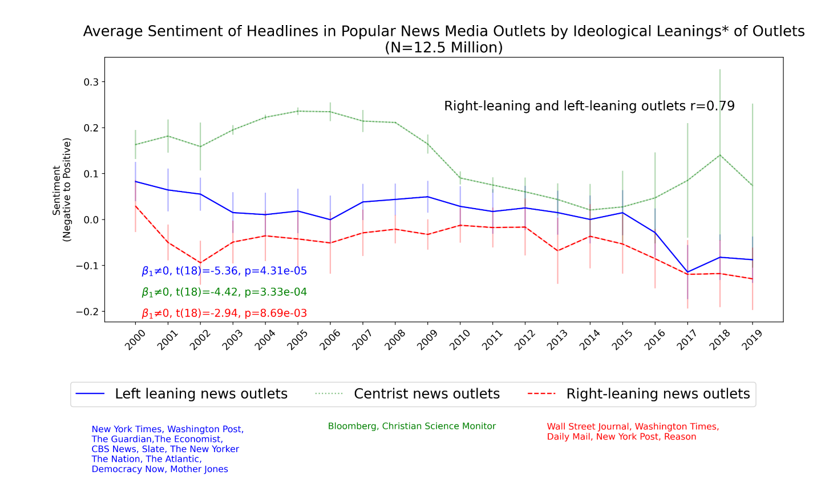 Average Sentiment of Headlines in Popular News Media Outlets by Ideological Leanings* of Outlets
(N=12.5 Million)
Right-leaning and left-leaning outlets r=0.79
Sentiment
(Negative to Positive)
0.3
0.2
0.1
0.0
−0.1
−0.2
β₁≠0, t(18)=-5.36, p=4.31e-05
β₁≠0, t(18)=-4.42, p=3.33e-04
β₁≠0, t(18)=-2.94, p=8.69e-03
2000 2001 2002 2003 2004 2005 2006 2007 2008 2009 2010 2011 2012 2013 2014 2015 2016 2017 2018 2019
Left leaning news outlets Centrist news outlets Right-leaning news outlets
New York Times, Washington Post,
The Guardian,The Economist,
CBS News, Slate, The New Yorker
The Nation, The Atlantic,
Democracy Now, Mother Jones
Bloomberg, Christian Science Monitor
Wall Street Journal, Washington Times,
Daily Mail, New York Post, Reason